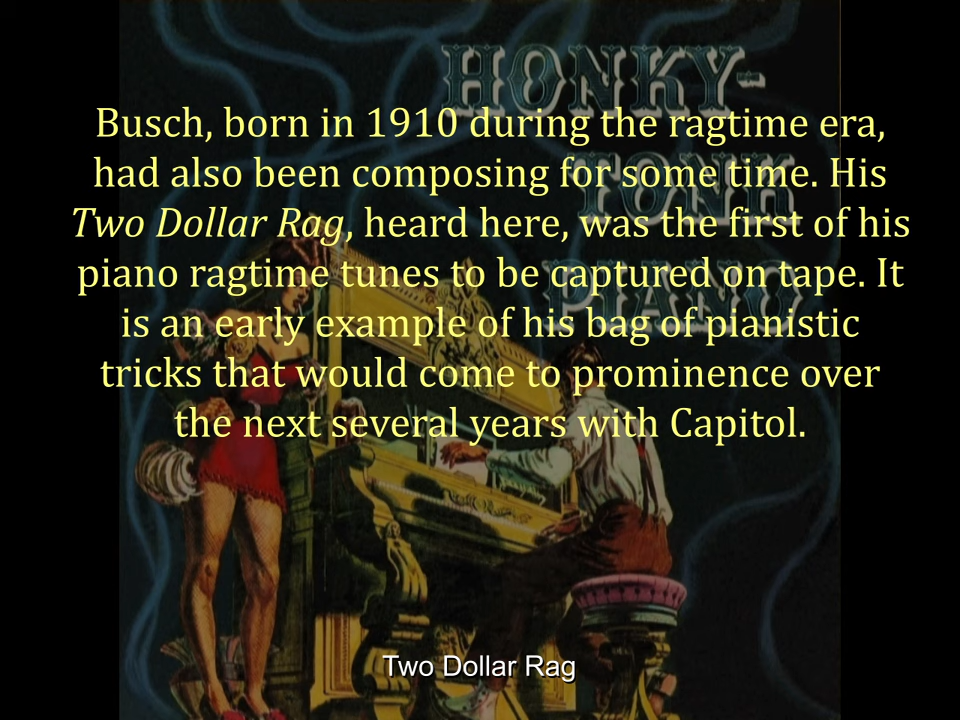 HONKY-
TONK
PIANO
Busch, born in 1910 during the ragtime era,
had also been composing for some time. His
Two Dollar Rag, heard here, was the first of his
piano ragtime tunes to be captured on tape. It
is an early example of his bag of pianistic
tricks that would come to prominence over
the next several years with Capitol.
Two Dollar Rag